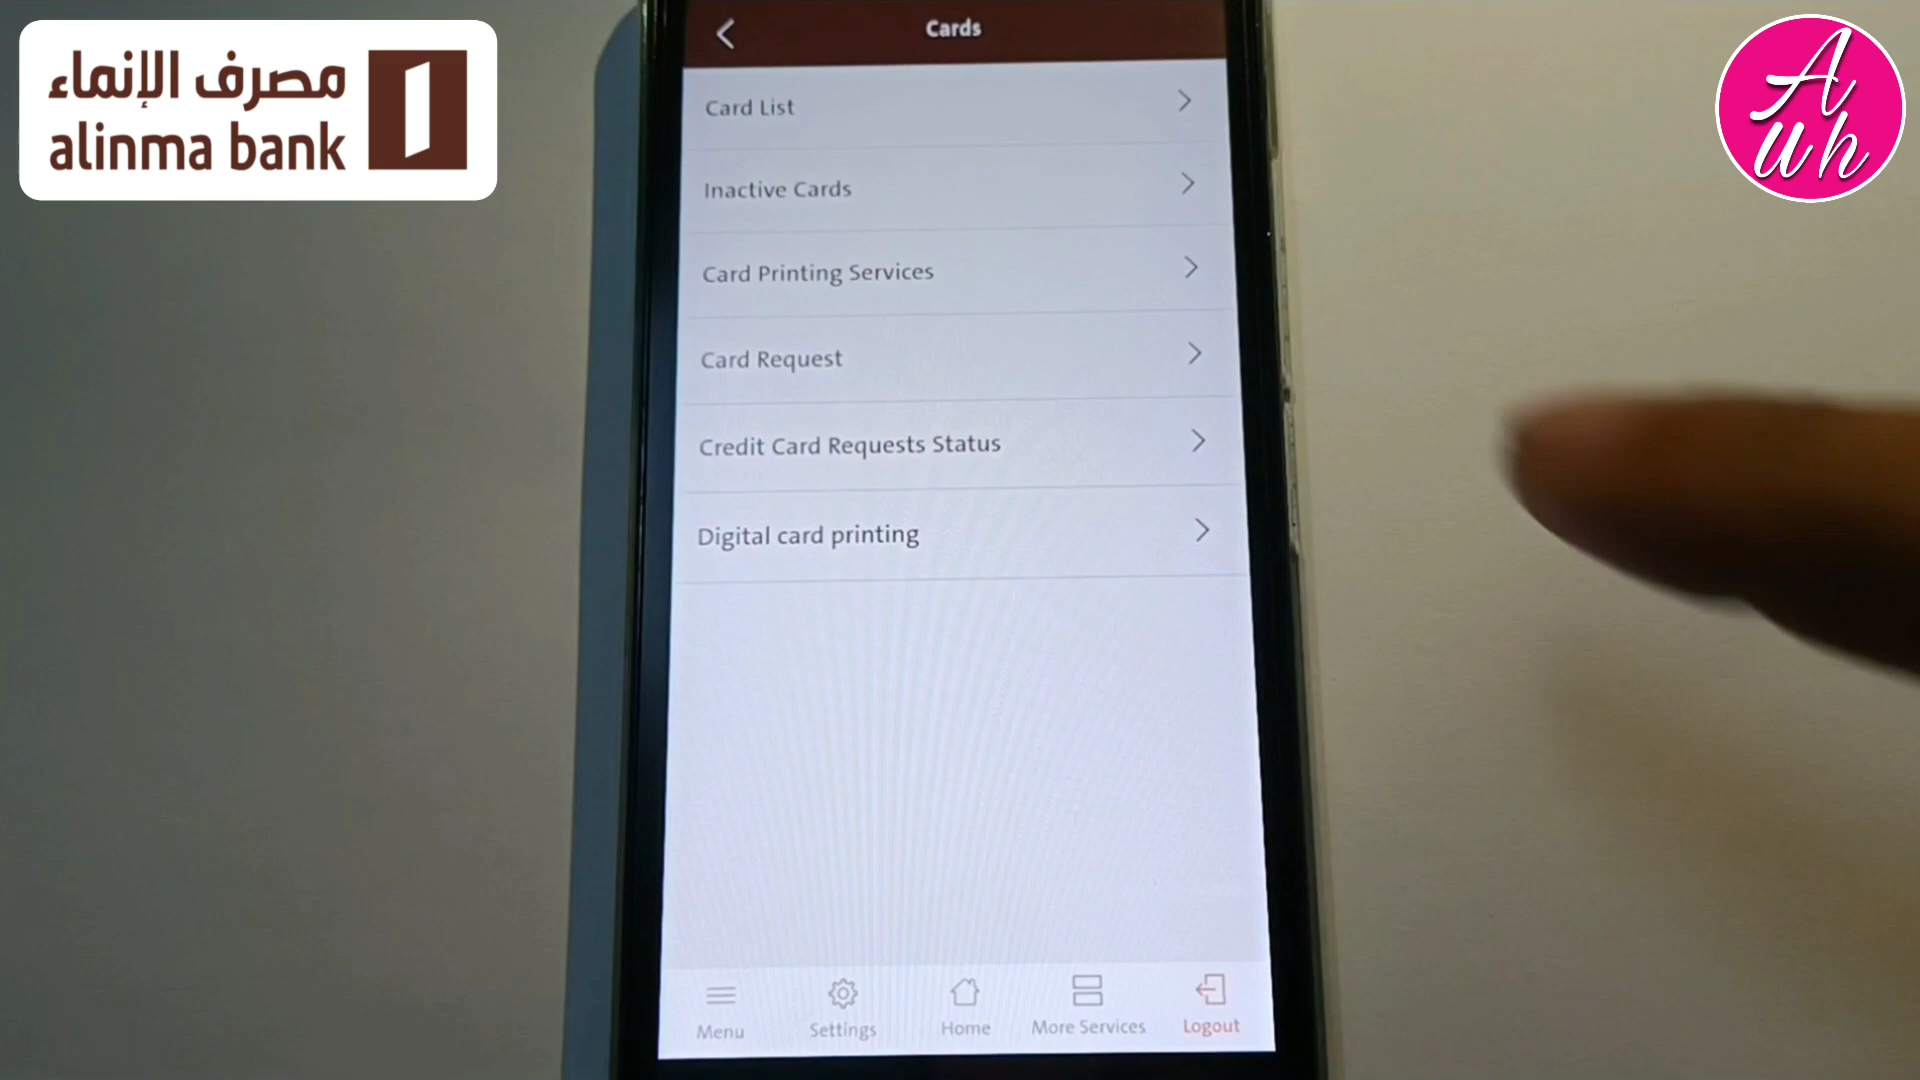 مصرف الإنماء
alinma bank
A
uh
Cards
Card List
Inactive Cards
Card Printing Services
Card Request
Credit Card Requests Status
Digital card printing
Menu
Settings
Home
More Services
Logout